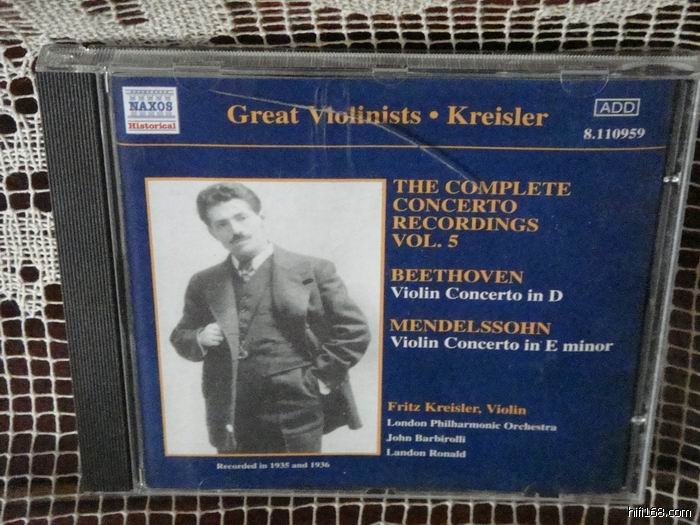 NAXOS
Historical
Great Violinists • Kreisler
ADD
8.110959
THE COMPLETE
CONCERTO
RECORDINGS
VOL. 5
BEETHOVEN
Violin Concerto in D
MENDELSSOHN
Violin Concerto in E minor
Fritz Kreisler, Violin
London Philharmonic Orchestra
John Barbirolli
Landon Ronald
Recorded in 1935 and 1936
hifi168.com